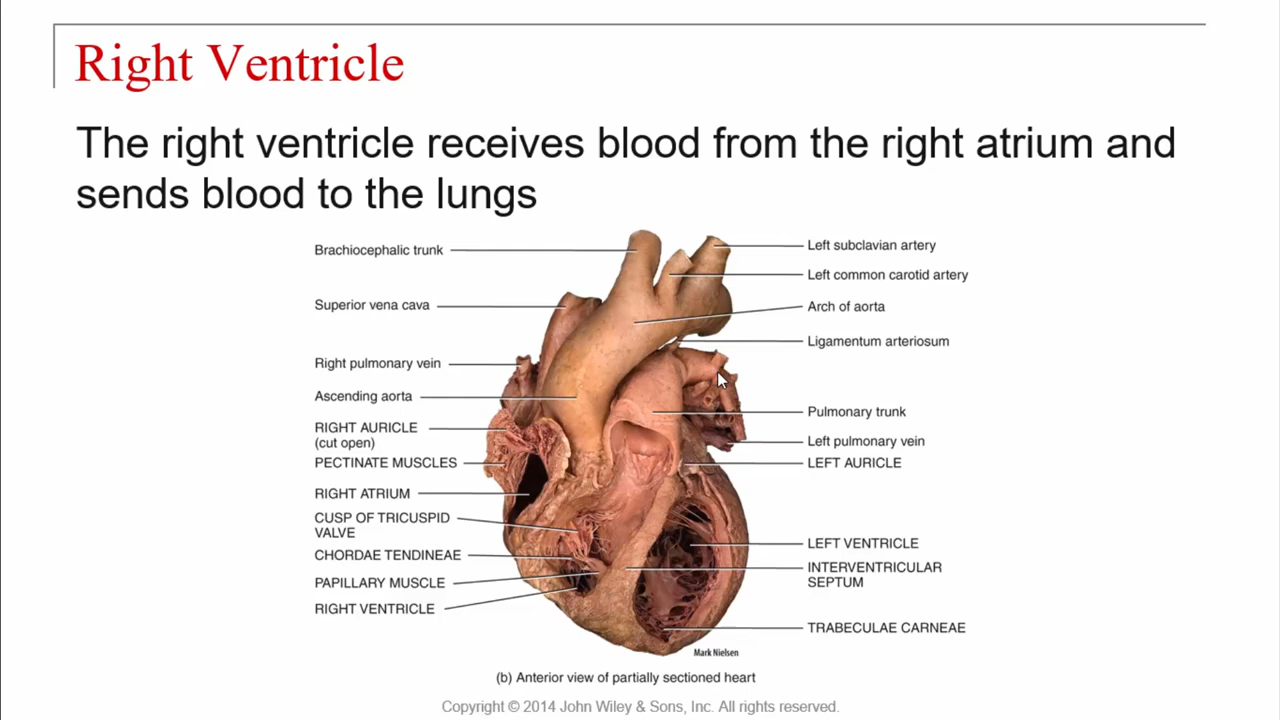 Right Ventricle
The right ventricle receives blood from the right atrium and
sends blood to the lungs
Brachiocephalic trunk
Superior vena cava
Right pulmonary vein
Ascending aorta
RIGHT AURICLE
(cut open)
PECTINATE MUSCLES
RIGHT ATRIUM
CUSP OF TRICUSPID
VALVE
CHORDAE TENDINEAE
PAPILLARY MUSCLE
RIGHT VENTRICLE
Left subclavian artery
Left common carotid artery
Arch of aorta
Ligamentum arteriosum
Pulmonary trunk
Left pulmonary vein
LEFT AURICLE
LEFT VENTRICLE
INTERVENTRICULAR
SEPTUM
TRABECULAE CARNEAE
Mark Nielsen
(b) Anterior view of partially sectioned heart
Copyright © 2014 John Wiley & Sons, Inc. All rights reserved.